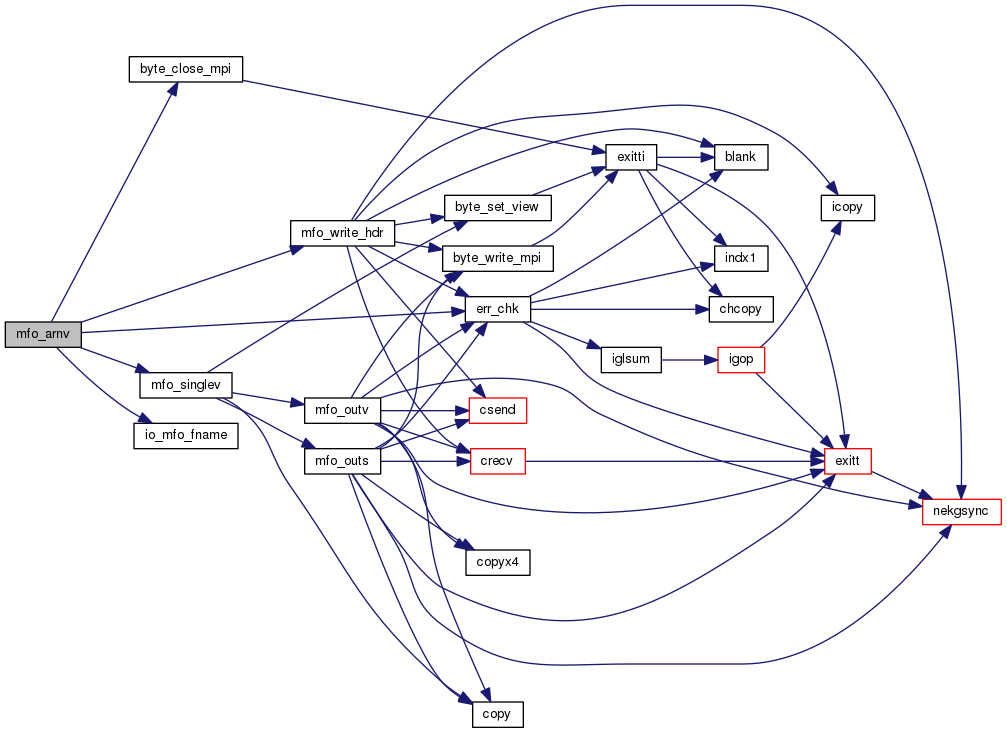 byte_close_mpi
exitti
blank
byte_set_view
icopy
mfo_write_hdr
byte_write_mpi
indx1
err_chk
chcopy
mfo_arnv
iglsum
igop
mfo_singlev
mfo_outv
csend
io_mfo_fname
mfo_outs
crecv
exitt
nekgsync
copyx4
copy